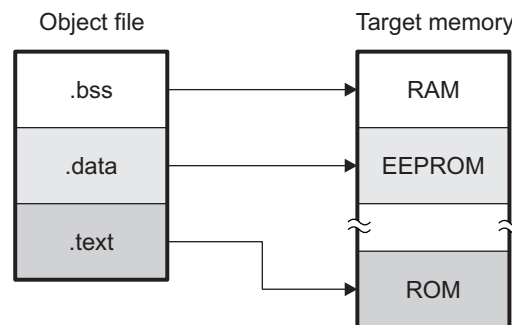 Object file
Target memory
.bss
RAM
.data
EEPROM
.text
ROM